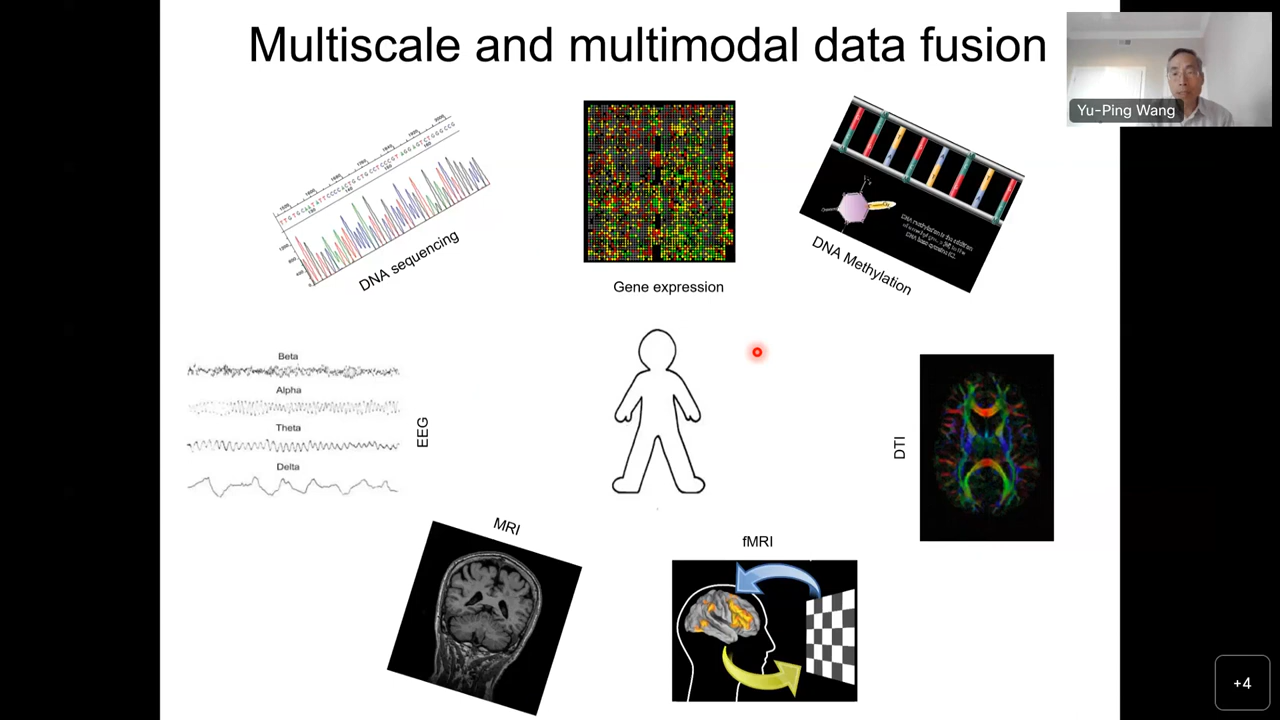 Multiscale and multimodal data fusion
Yu-Ping Wang
DNA sequencing
Gene expression
DNA Methylation
Beta
Alpha
Theta
Delta
EEG
DTI
MRI
fMRI
+4